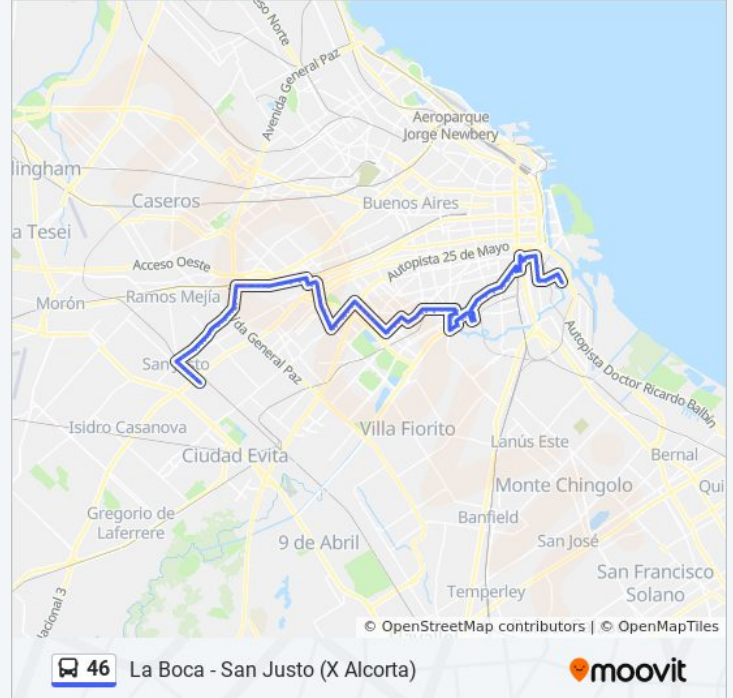 eso Norte
Avenida General Paz
Aeroparque
Jorge Newbery
lingham
Caseros
Buenos Aires
a Tesei
Acceso Oeste
Autopista 25 de Mayo
Morón
Ramos Mejía
da General Paz
San Justo
Autopista Doctor Ricardo Balbín
Isidro Casanova
Villa Fiorito
Lanús Este
Ciudad Evita
Bernal
Monte Chingolo
Qui
Gregorio de
Laferrere
Banfield
9 de Abril
San José
San Francisco
Solano
Temperley
acional 3
© OpenStreetMap contributors | © OpenMapTiles
46 La Boca - San Justo (X Alcorta)
moovit